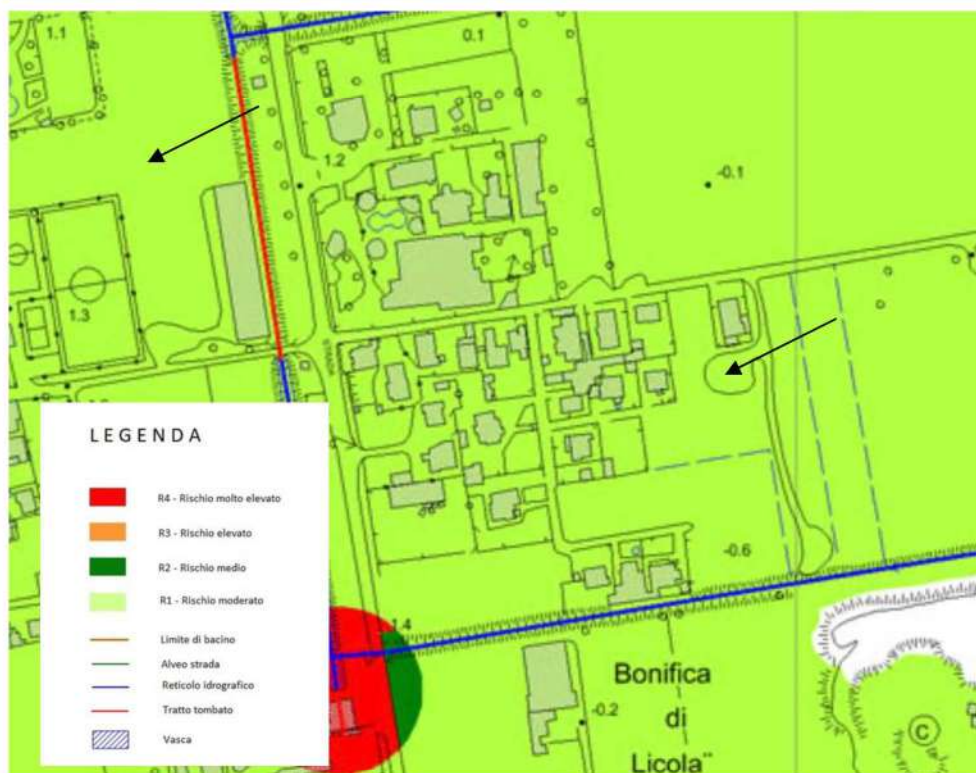 1.1
0.1
1.2
-0.1
1.3
LEGENDA
R4 - Rischio molto elevato
R3 - Rischio elevato
R2 - Rischio medio
R1 - Rischio moderato
Limite di bacino
Alveo strada
Reticolo idrografico
Tratto tombato
Vasca
-0.6
1.4
-0.2
Bonifica
di
Licola"
C